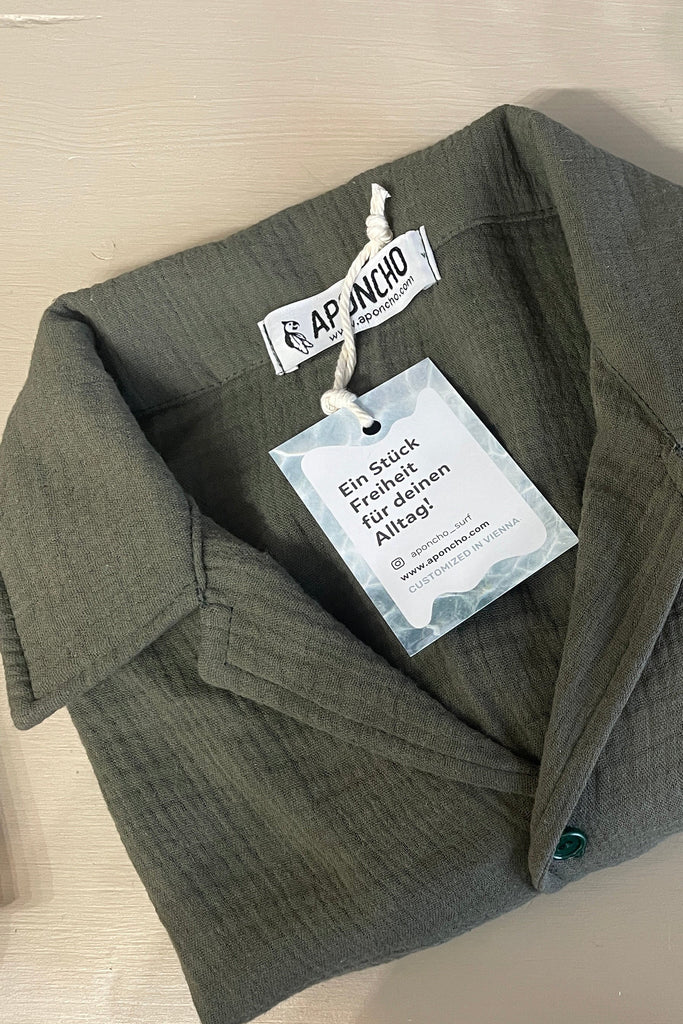 APONCHO
www.aponcho.com
Ein Stück
Freiheit
für deinen
Alltag!
aponcho_surf
www.aponcho.com
CUSTOMIZED IN VIENNA